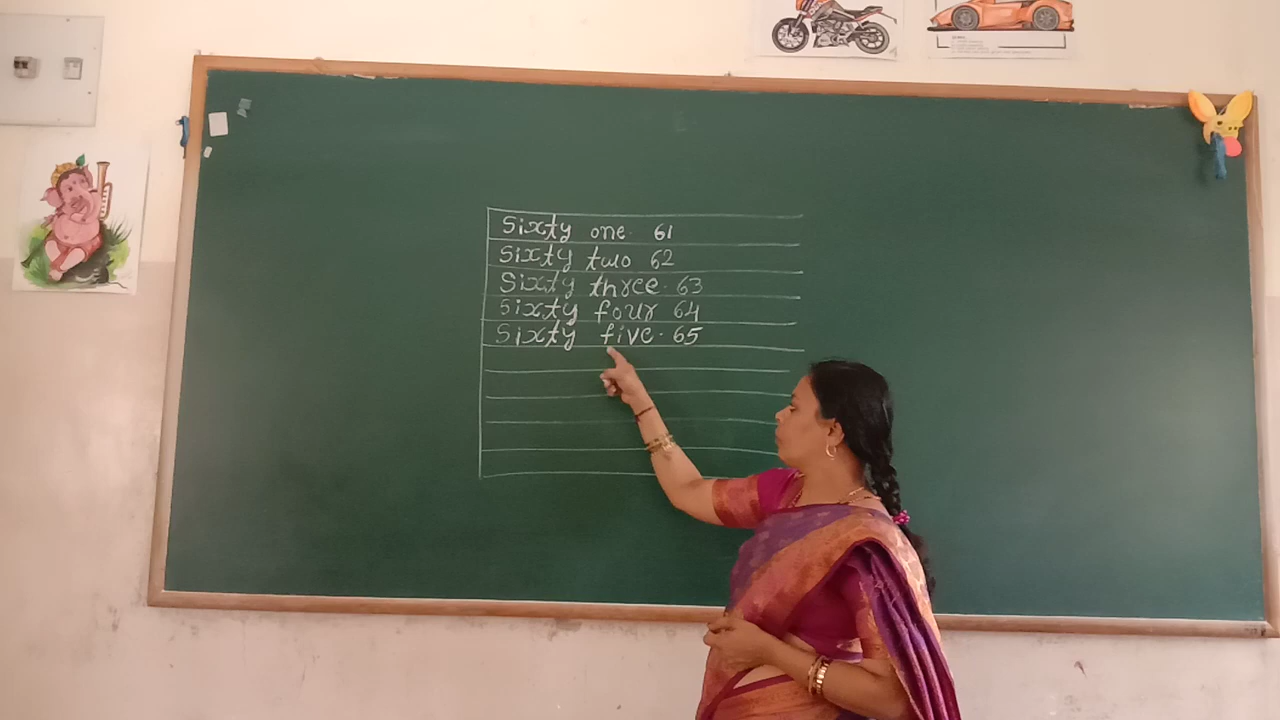 Sixty one. 61
Sixty two 62
Sixty three. 63
Sixty four 64
Sixty five. 65